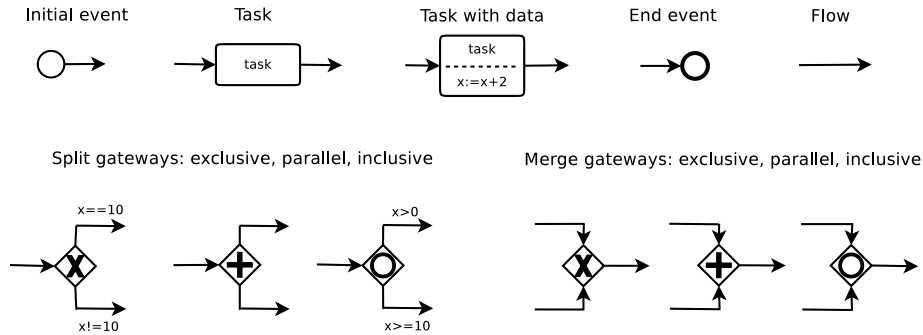 Initial event
Task
Task with data
End event
Flow
task
task
x:=x+2
Split gateways: exclusive, parallel, inclusive
Merge gateways: exclusive, parallel, inclusive
x==10
x>0
x!=10
x>=10